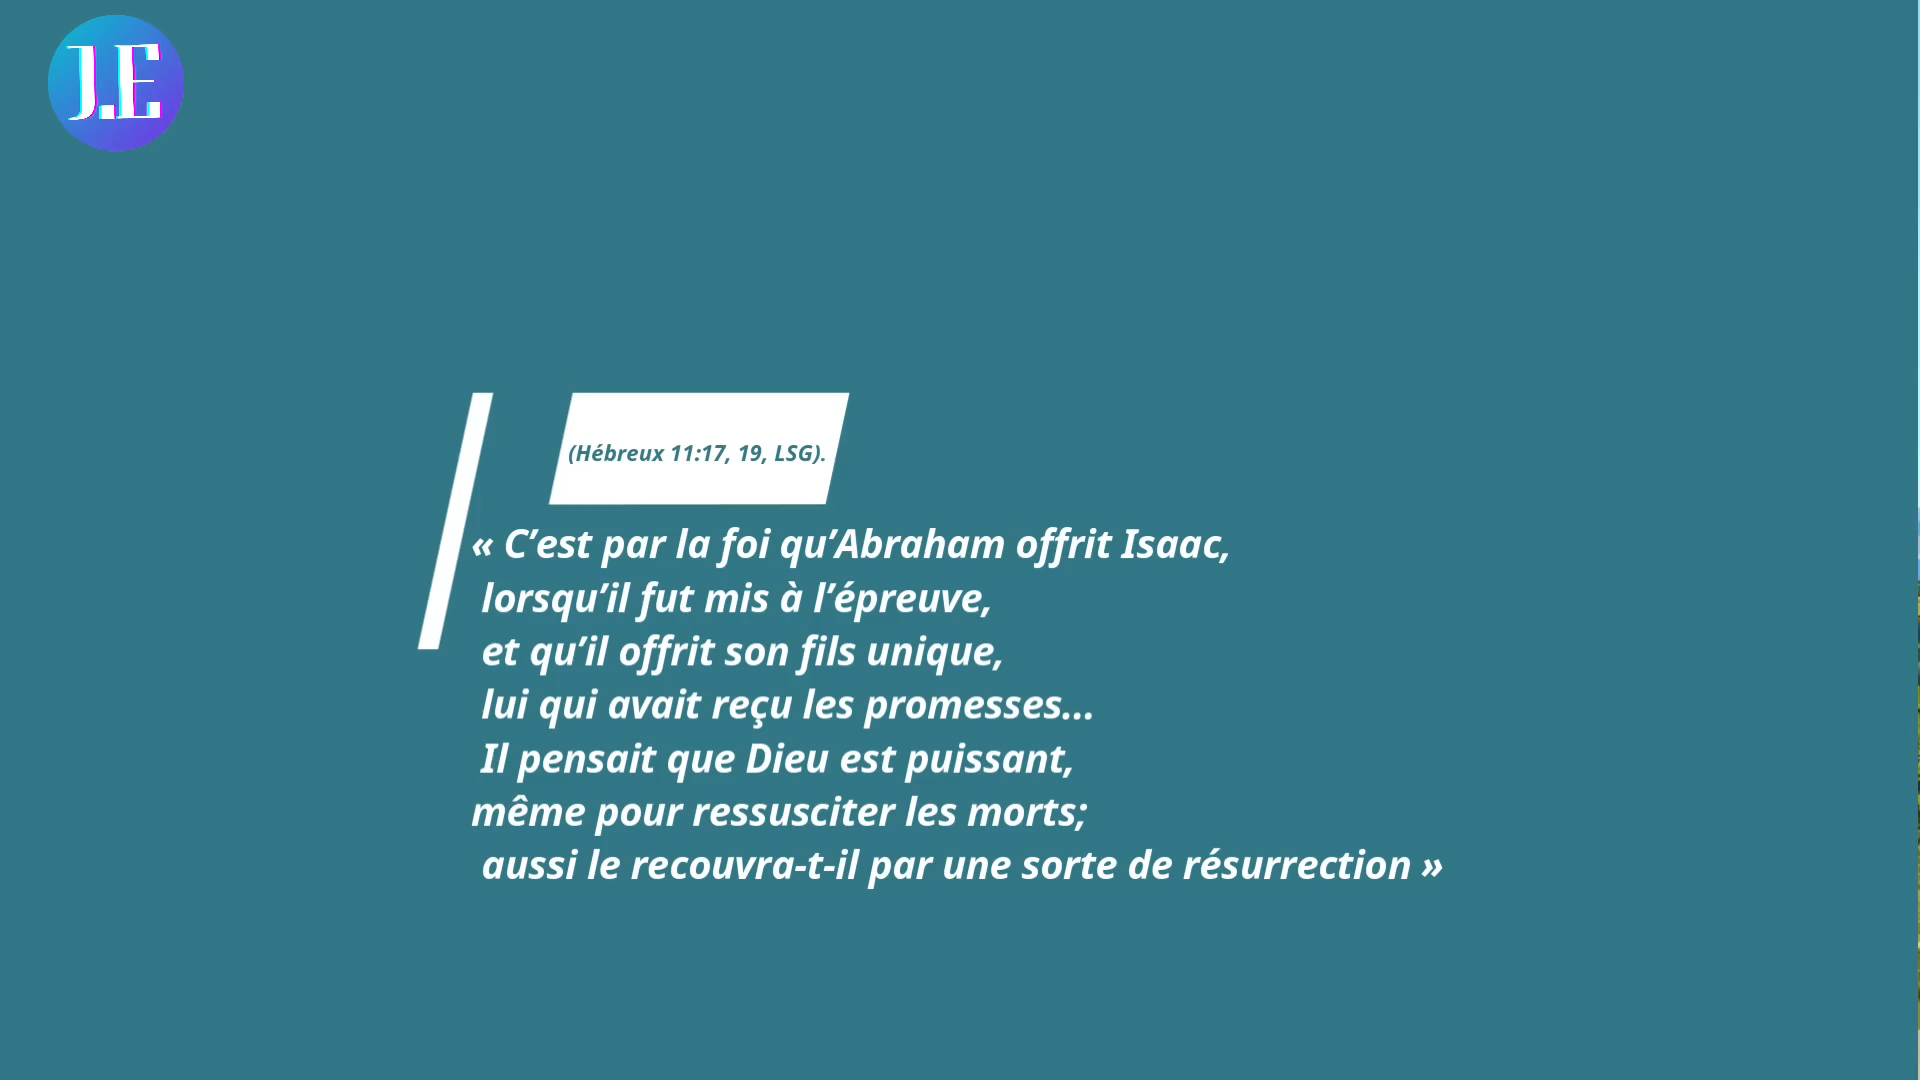 J.E
(Hébreux 11:17, 19, LSG).
« C’est par la foi qu’Abraham offrit Isaac,
lorsqu’il fut mis à l’épreuve,
et qu’il offrit son fils unique,
lui qui avait reçu les promesses...
Il pensait que Dieu est puissant,
même pour ressusciter les morts;
aussi le recouvra-t-il par une sorte de résurrection »